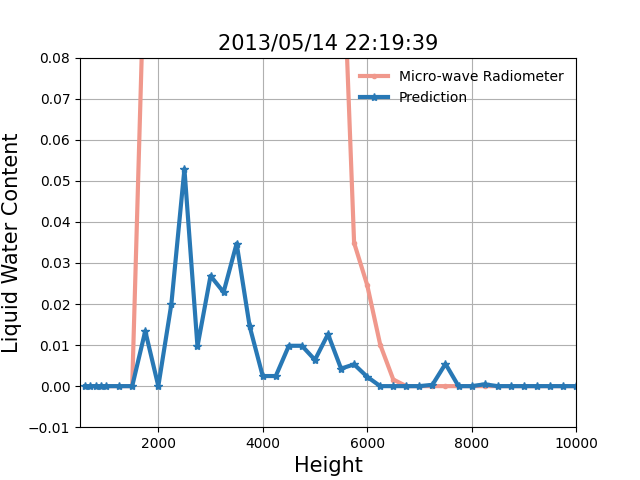 2013/05/14 22:19:39
Micro-wave Radiometer
Prediction
Liquid Water Content
0.08
0.07
0.06
0.05
0.04
0.03
0.02
0.01
0.00
−0.01
2000 4000 6000 8000 10000
Height